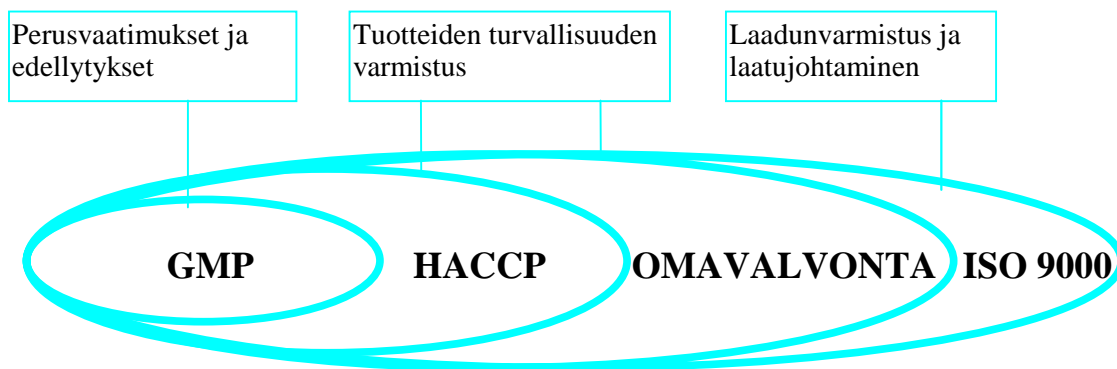 Perusvaatimukset ja
edellytykset
Tuotteiden turvallisuuden
varmistus
Laadunvarmistus ja
laatujohtaminen
GMP HACCP OMAVALVONTA ISO 9000